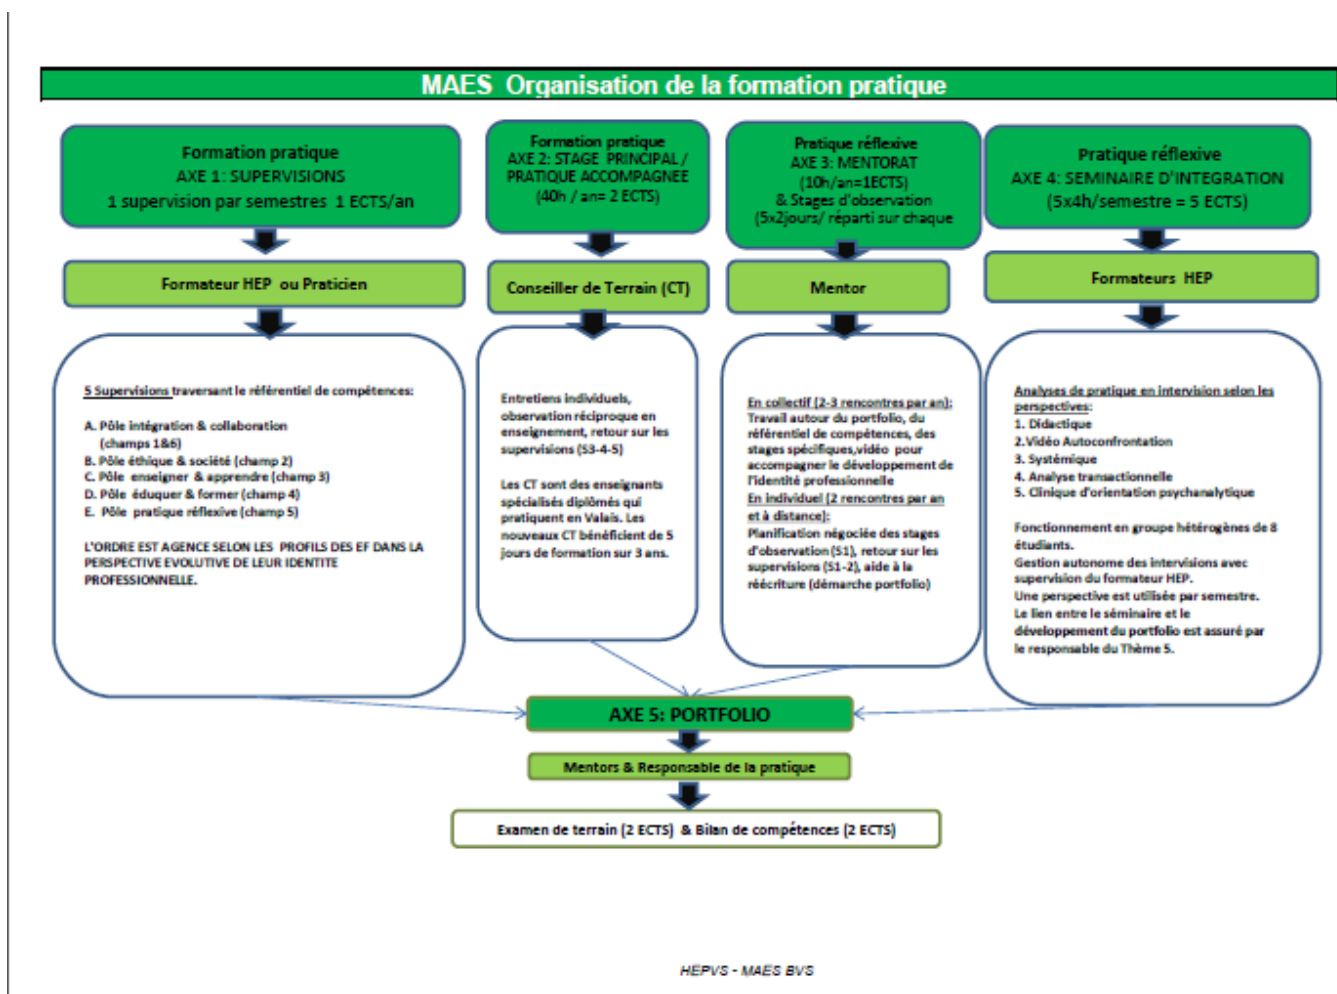 MAES  Organisation de la formation pratique
Formation pratique
AXE 1: SUPERVISIONS
1 supervision par semestres  1 ECTS/an
Formateur HEP  ou Praticien
5 Supervisions traversant le référentiel de compétences:
A. Pôle intégration & collaboration
(champs 1&6)
B. Pôle éthique & société (champ 2)
C. Pôle  enseigner & apprendre (champ 3)
D. Pôle  éduquer & former (champ 4)
E.  Pôle  pratique réflexive (champ 5)
L'ORDRE EST AGENCE SELON LES  PROFILS DES EF DANS LA
PERSPECTIVE EVOLUTIVE DE LEUR IDENTITE
PROFESSIONNELLE.
Formation pratique
AXE 2: STAGE  PRINCIPAL /
PRATIQUE ACCOMPAGNEE
(40h / an= 2 ECTS)
Conseiller de Terrain (CT)
Entretiens individuels,
observation réciproque en
enseignement, retour sur les
supervisions (S3-4-5)
Les CT sont des enseignants
spécialisés diplômés qui
pratiquent en Valais. Les
nouveaux CT bénéficient de 5
jours de formation sur 3 ans.
Pratique réflexive
AXE 3: MENTORAT
(10h/an=1ECTS)
& Stages d'observation
(5x2jours/ réparti sur chaque
Mentor
En collectif (2-3 rencontres par an):
Travail autour du portfolio, du
référentiel de compétences, des
stages spécifiques,vidéo  pour
accompagner le développement de
l'identité professionnelle
En individuel (2 rencontres par an
et à distance):
Planification négociée des stages
d'observation (S1), retour sur les
supervisions (S1-2), aide à la
réécriture (démarche portfolio)
Pratique réflexive
AXE 4: SEMINAIRE D'INTEGRATION
(5x4h/semestre = 5 ECTS)
Formateurs  HEP
Analyses de pratique en intervision selon les
perspectives:
1. Didactique
2.Vidéo Autoconfrontation
3. Systémique
4. Analyse transactionnelle
5. Clinique d'orientation psychanalytique
Fonctionnement en groupe hétérogènes de 8
étudiants.
Gestion autonome des intervisions avec
supervision du formateur HEP.
Une perspective est utilisée par semestre.
Le lien entre le séminaire et le
développement du portfolio est assuré par
le responsable du Thème 5.
AXE 5: PORTFOLIO
Mentors & Responsable de la pratique
Examen de terrain (2 ECTS)  & Bilan de compétences (2 ECTS)
HEPVS - MAES BVS